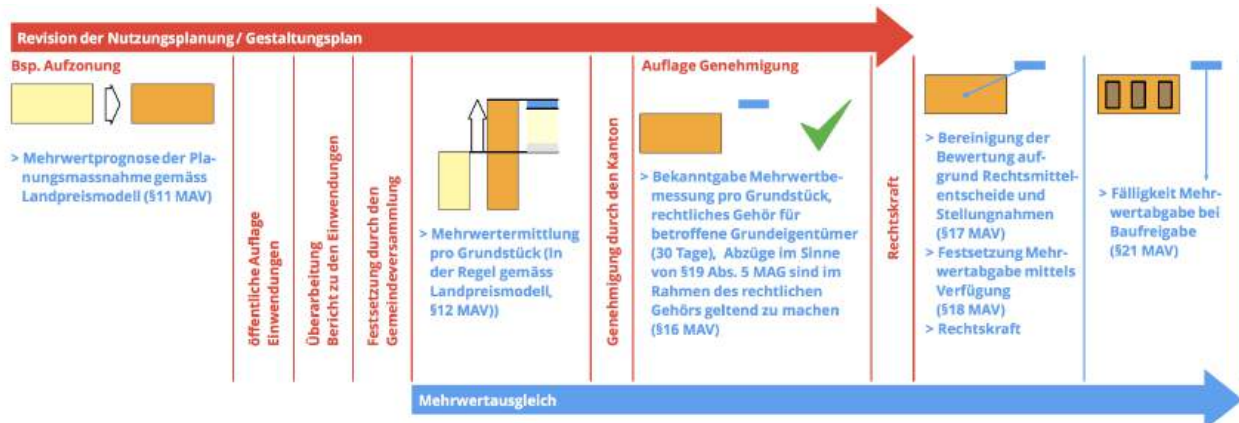 Revision der Nutzungsplanung / Gestaltungsplan
Bsp. Aufzonung
> Mehrwertprognose der Pla-
nungsmassnahme gemäss
Landpreismodell (§11 MAV)
öffentliche Auflage
Einwendungen
Überarbeitung
Bericht zu den Einwendungen
Festsetzung durch den
Gemeindeversammlung
> Mehrwertermittlung
pro Grundstück (In
der Regel gemäss
Landpreismodell,
§12 MAV))
Genehmigung durch den Kanton
Auflage Genehmigung
> Bekanntgabe Mehrwertbe-
messung pro Grundstück,
rechtliches Gehör für
betroffene Grundeigentümer
(30 Tage), Abzüge im Sinne
von §19 Abs. 5 MAG sind im
Rahmen des rechtlichen
Gehörs geltend zu machen
(§16 MAV)
Rechtskraft
> Bereinigung der
Bewertung auf-
grund Rechtsmittel-
entscheide und
Stellungnahmen
(§17 MAV)
> Festsetzung Mehr-
wertabgabe mittels
Verfügung
(§18 MAV)
> Rechtskraft
> Fälligkeit Mehr-
wertabgabe bei
Baufreigabe
(§21 MAV)
Mehrwertausgleich